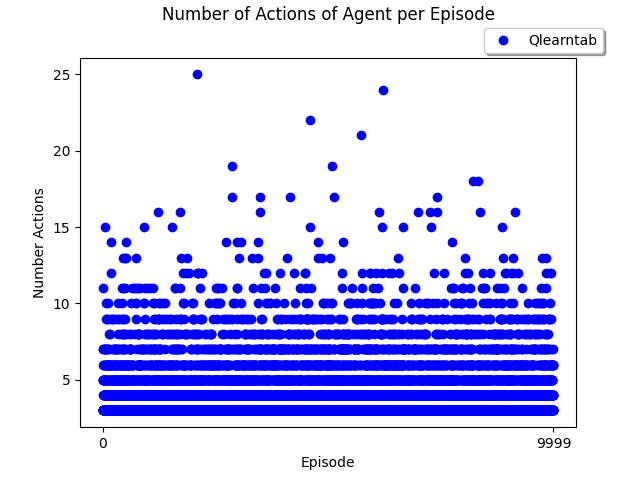 Number of Actions of Agent per Episode
Qlearntab
25
20
15
10
5
Number Actions
0 9999
Episode